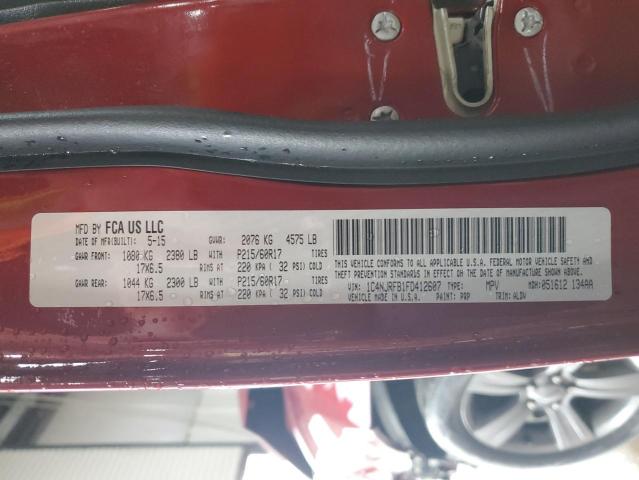 MFD BY FCA US LLC
DATE OF MFR(BUILT): 5-15 GVWR: 2076 KG 4575 LB
GAWR FRONT: 1080 KG 2380 LB WITH P215/60R17 TIRES
17X6.5 RIMS AT 220 KPA ( 32 PSI) COLD
GAWR REAR: 1044 KG 2300 LB WITH P215/60R17 TIRES
17X6.5 RIMS AT 220 KPA ( 32 PSI) COLD
THIS VEHICLE CONFORMS TO ALL APPLICABLE U.S.A. FEDERAL MOTOR VEHICLE SAFETY,
BUMPER, AND THEFT PREVENTION STANDARDS IN EFFECT ON THE DATE OF MANUFACTURE SHOWN ABOVE.
VIN: 1C4NJRFB1FD412607 TYPE: MPV MDH: 051612 134AA
MADE IN U.S.A. PAINT: PRP TRIM: ALDV